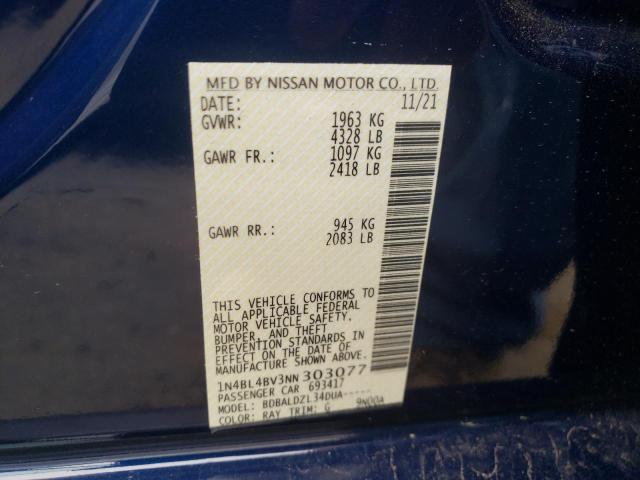 MFD BY NISSAN MOTOR CO., LTD.
DATE: 11/21
GVWR: 1963 KG
4328 LB
GAWR FR.: 1097 KG
2418 LB
GAWR RR.: 945 KG
2083 LB
THIS VEHICLE CONFORMS TO
ALL APPLICABLE FEDERAL
MOTOR VEHICLE SAFETY,
BUMPER, AND THEFT
PREVENTION STANDARDS IN
EFFECT ON THE DATE OF
MANUFACTURE SHOWN ABOVE.
1N4BL4BV3NN303077
PASSENGER CAR 693417
MODEL: BDBALDZL34DUA-----
COLOR: RAY TRIM: G 9N00A